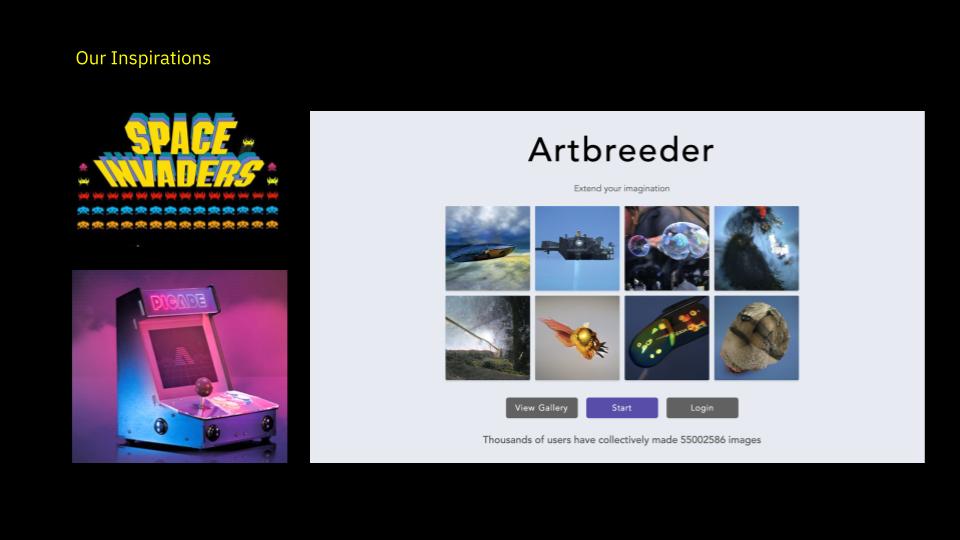 Our Inspirations
SPACE
INVADERS
PICADE
Artbreeder
Extend your imagination
View Gallery
Start
Login
Thousands of users have collectively made 55002586 images